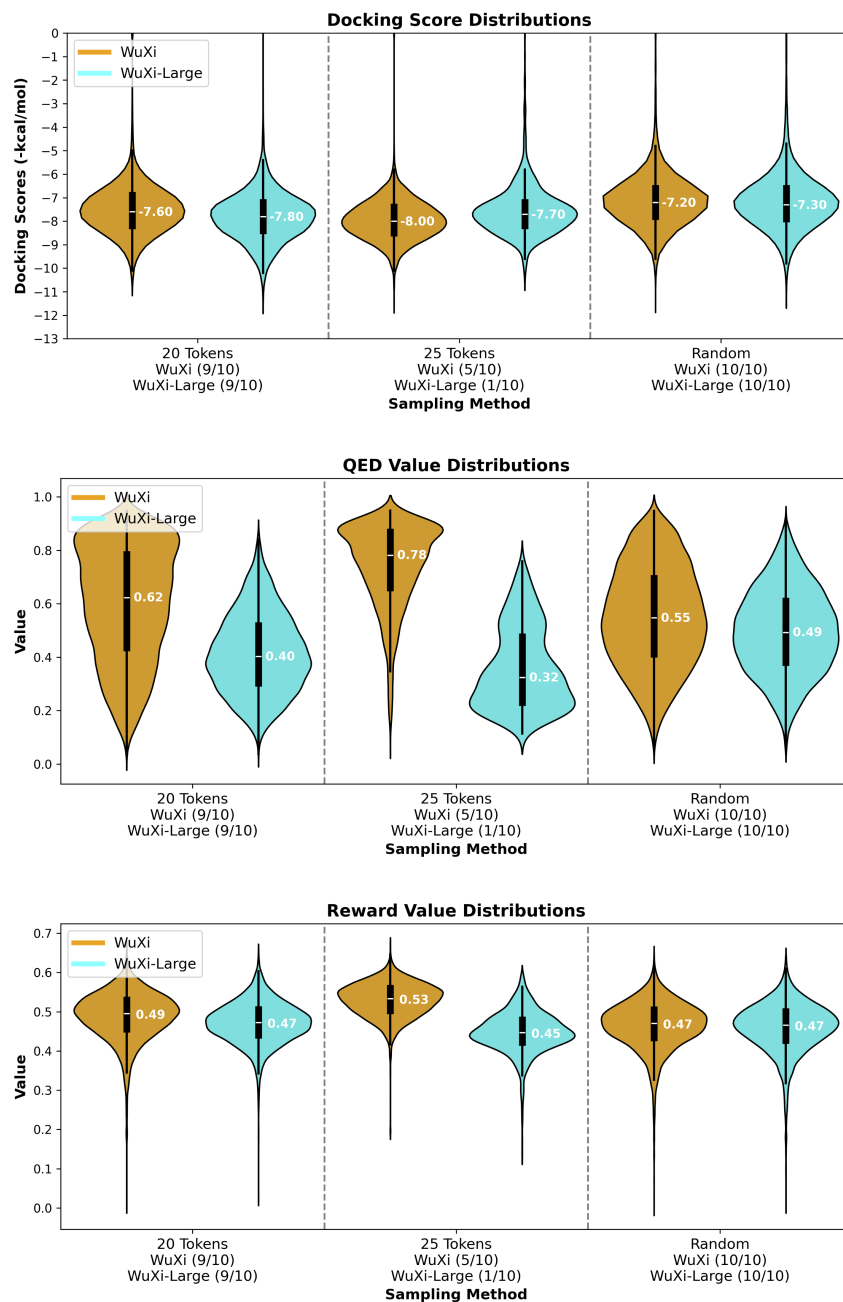 Docking Score Distributions
Docking Scores (-kcal/mol)
0
−1
−2
−3
−4
−5
−6
−7
−8
−9
−10
−11
−12
−13
WuXi
WuXi-Large
-7.60
-7.80
-8.00
-7.70
-7.20
-7.30
20 Tokens
WuXi (9/10)
WuXi-Large (9/10)
25 Tokens
WuXi (5/10)
WuXi-Large (1/10)
Random
WuXi (10/10)
WuXi-Large (10/10)
Sampling Method
QED Value Distributions
Value
1.0
0.8
0.6
0.4
0.2
0.0
WuXi
WuXi-Large
0.62
0.40
0.78
0.32
0.55
0.49
20 Tokens
WuXi (9/10)
WuXi-Large (9/10)
25 Tokens
WuXi (5/10)
WuXi-Large (1/10)
Random
WuXi (10/10)
WuXi-Large (10/10)
Sampling Method
Reward Value Distributions
Value
0.7
0.6
0.5
0.4
0.3
0.2
0.1
0.0
WuXi
WuXi-Large
0.49
0.47
0.53
0.45
0.47
0.47
20 Tokens
WuXi (9/10)
WuXi-Large (9/10)
25 Tokens
WuXi (5/10)
WuXi-Large (1/10)
Random
WuXi (10/10)
WuXi-Large (10/10)
Sampling Method